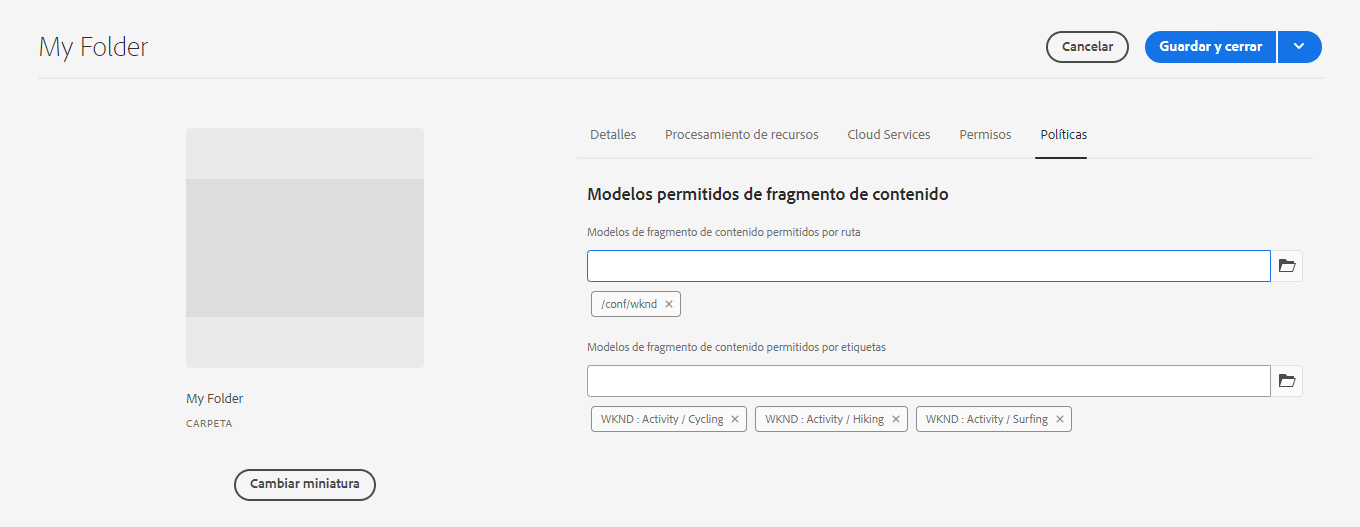 My Folder
Cancelar
Guardar y cerrar
Detalles Procesamiento de recursos Cloud Services Permisos Políticas
Modelos permitidos de fragmento de contenido
Modelos de fragmento de contenido permitidos por ruta
/conf/wknd ×
Modelos de fragmento de contenido permitidos por etiquetas
WKND : Activity / Cycling × WKND : Activity / Hiking × WKND : Activity / Surfing ×
My Folder
CARPETA
Cambiar miniatura